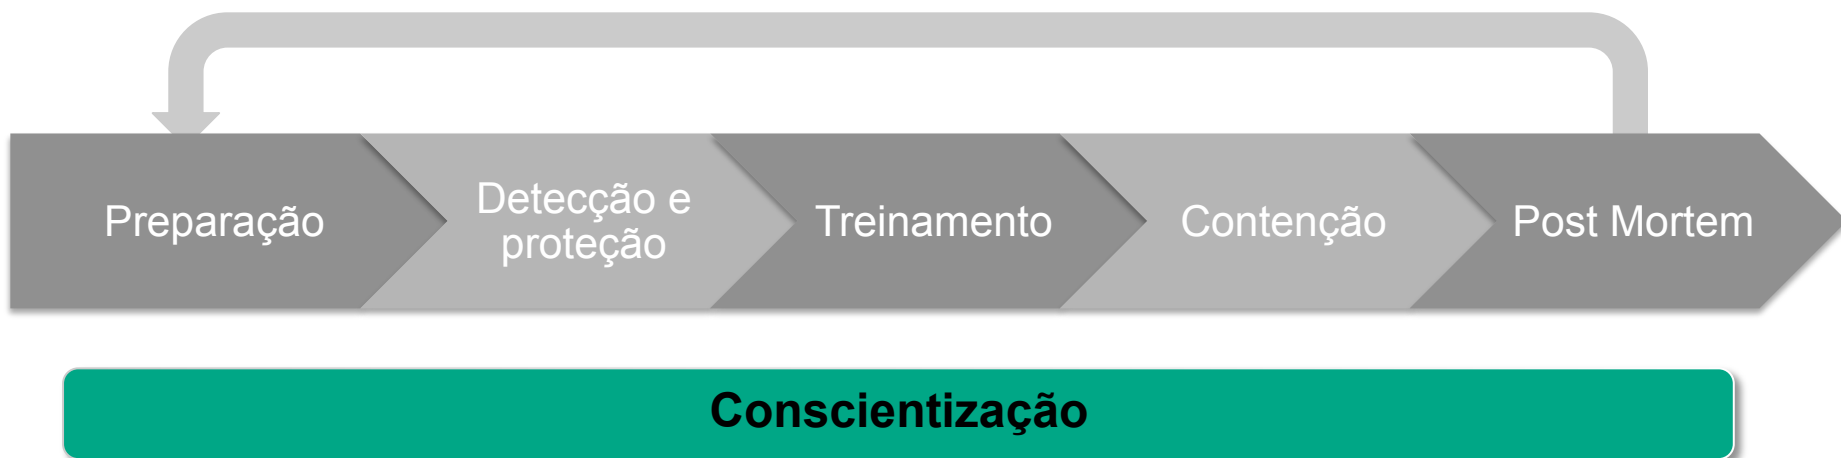 Preparação
Detecção e
proteção
Treinamento
Contenção
Post Mortem
Conscientização